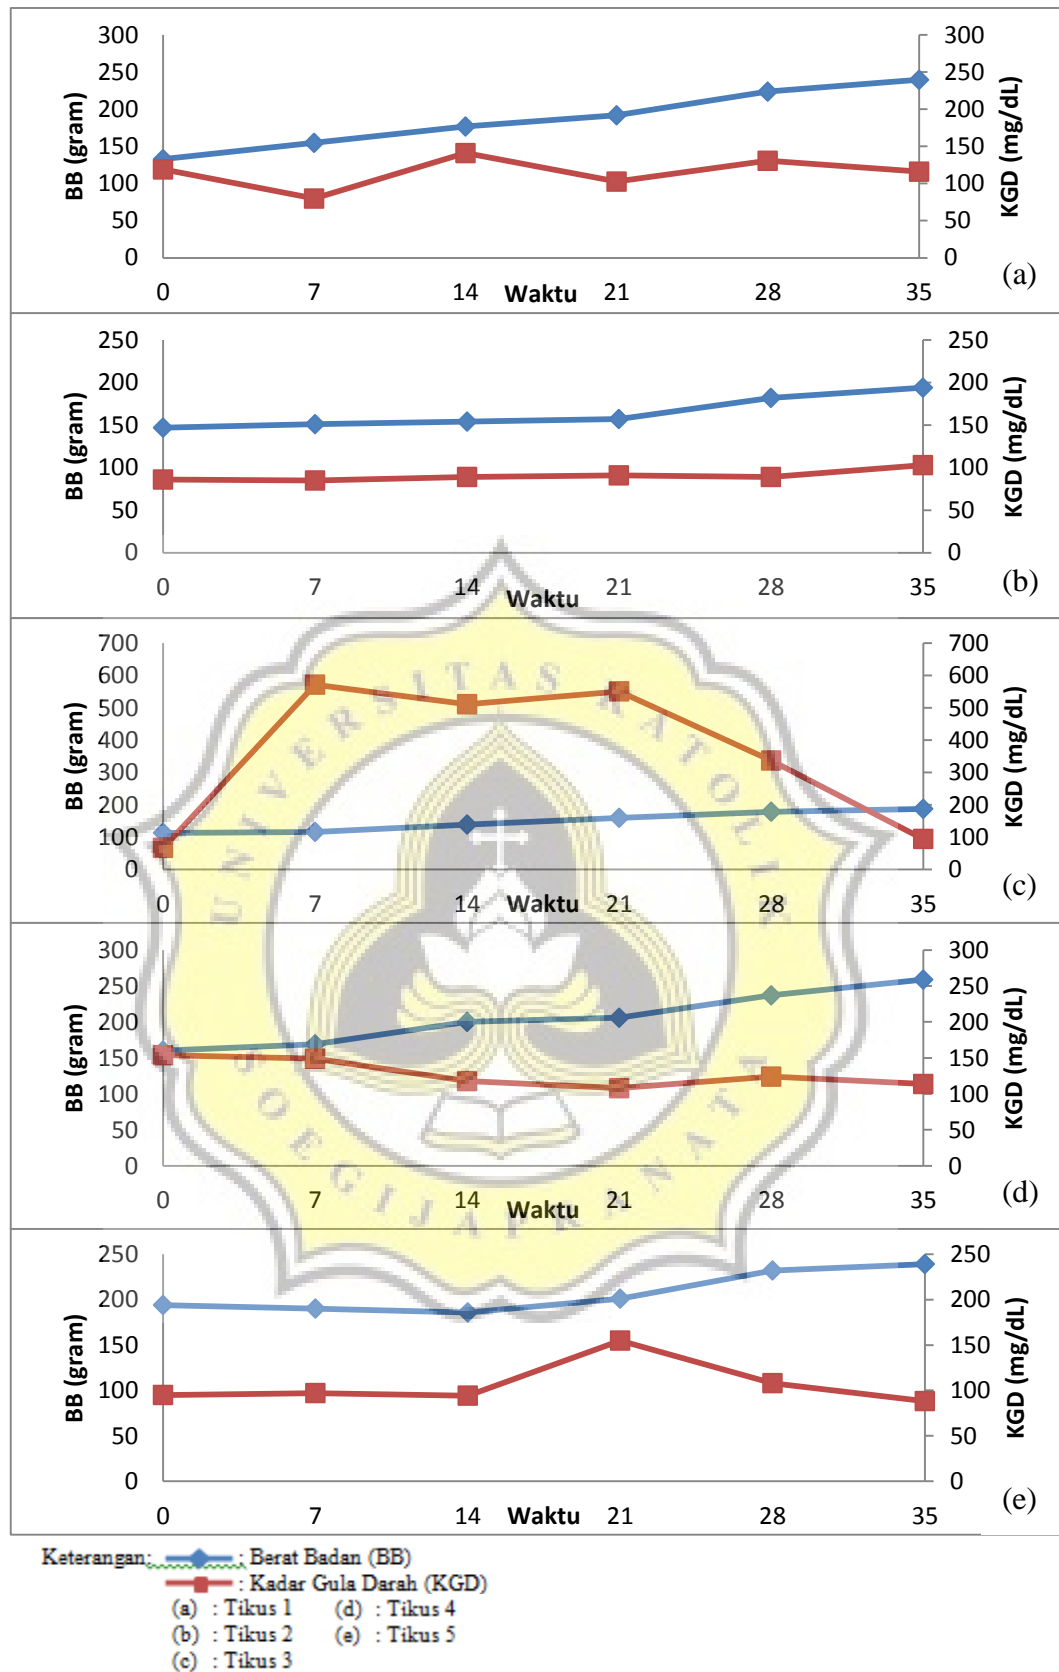 300 300
250 250
200 200
150 150
100 100
50 50
0 0
BB (gram)
KGD (mg/dL)
0 7 14 Waktu 21 28 35
(a)
250 250
200 200
150 150
100 100
50 50
0 0
BB (gram)
KGD (mg/dL)
0 7 14 Waktu 21 28 35
(b)
700 700
600 600
500 500
400 400
300 300
200 200
100 100
0 0
BB (gram)
KGD (mg/dL)
0 7 14 Waktu 21 28 35
(c)
300 300
250 250
200 200
150 150
100 100
50 50
0 0
BB (gram)
KGD (mg/dL)
0 7 14 Waktu 21 28 35
(d)
250 250
200 200
150 150
100 100
50 50
0 0
BB (gram)
KGD (mg/dL)
0 7 14 Waktu 21 28 35
(e)
UNIVERSITAS KATOLIK
SOEGIJAPRANATA
Keterangan: : Berat Badan (BB)
: Kadar Gula Darah (KGD)
(a) : Tikus 1 (d) : Tikus 4
(b) : Tikus 2 (e) : Tikus 5
(c) : Tikus 3